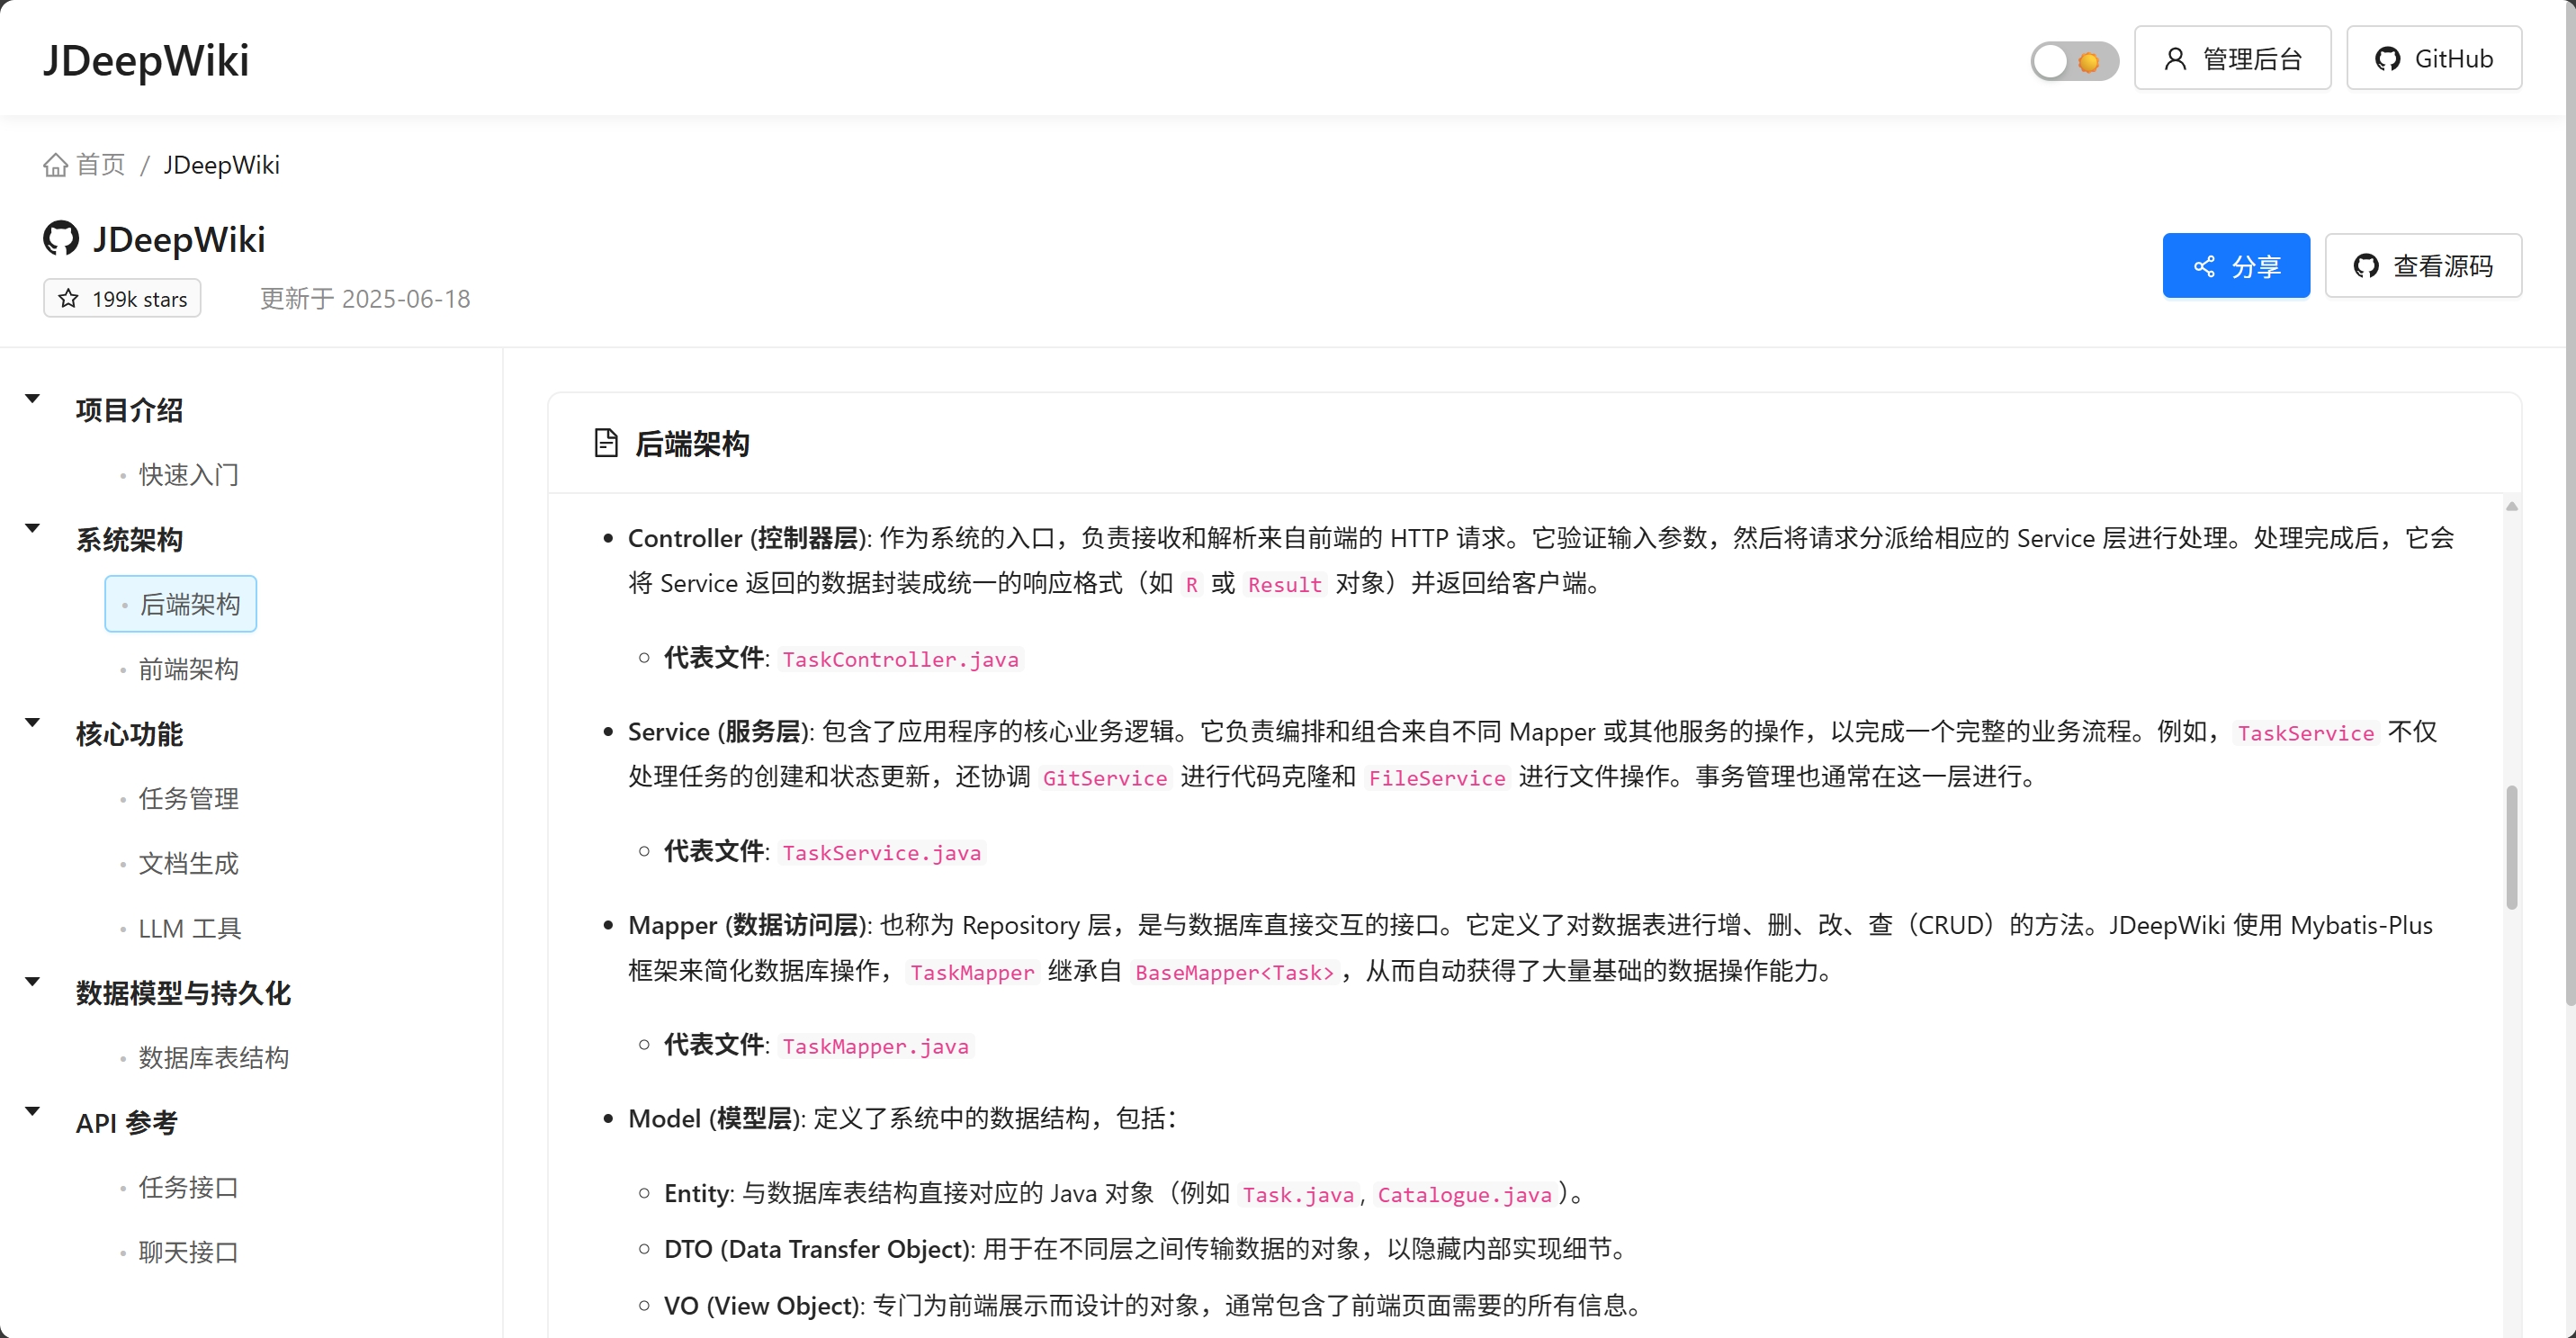 JDeepWiki
管理后台
GitHub
首页 / JDeepWiki
JDeepWiki
199k stars
更新于 2025-06-18
分享
查看源码
项目介绍
快速入门
系统架构
后端架构
前端架构
核心功能
任务管理
文档生成
LLM 工具
数据模型与持久化
数据库表结构
API 参考
任务接口
聊天接口
后端架构
Controller (控制器层): 作为系统的入口，负责接收和解析来自前端的 HTTP 请求。它验证输入参数，然后将请求分派给相应的 Service 层进行处理。处理完成后，它会
将 Service 返回的数据封装成统一的响应格式（如 R 或 Result 对象）并返回给客户端。
代表文件: TaskController.java
Service (服务层): 包含了应用程序的核心业务逻辑。它负责编排和组合来自不同 Mapper 或其他服务的操作，以完成一个完整的业务流程。例如，TaskService 不仅
处理任务的创建和状态更新，还协调 GitService 进行代码克隆和 FileService 进行文件操作。事务管理也通常在这一层进行。
代表文件: TaskService.java
Mapper (数据访问层): 也称为 Repository 层，是与数据库直接交互的接口。它定义了对数据表进行增、删、改、查（CRUD）的方法。JDeepWiki 使用 Mybatis-Plus
框架来简化数据库操作，TaskMapper 继承自 BaseMapper<Task>，从而自动获得了大量基础的数据操作能力。
代表文件: TaskMapper.java
Model (模型层): 定义了系统中的数据结构，包括：
Entity: 与数据库表结构直接对应的 Java 对象（例如 Task.java, Catalogue.java）。
DTO (Data Transfer Object): 用于在不同层之间传输数据的对象，以隐藏内部实现细节。
VO (View Object): 专门为前端展示而设计的对象，通常包含了前端页面需要的所有信息。